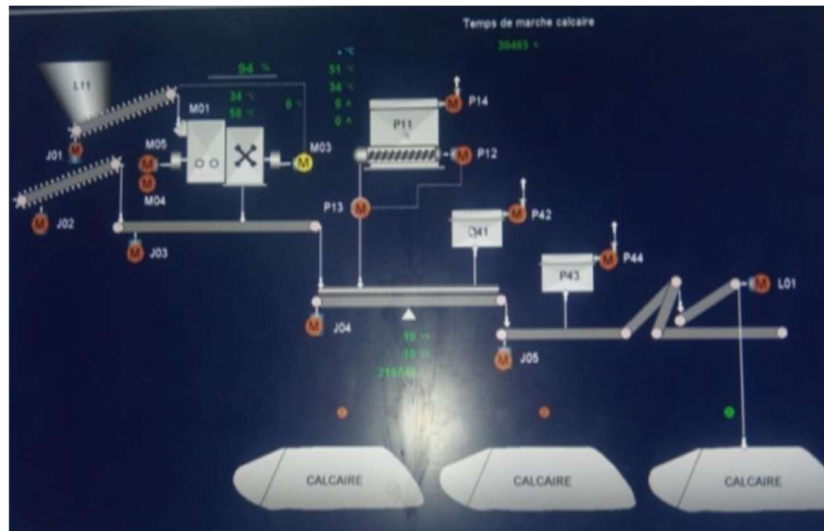 Temps de marche calcaire
30465 h
94 %
L11
M01
34 °C
58 °C
0 %
°C
51 °C
34 °C
0 A
0 A
P11
M
P14
J01
M
M05
M
M
M03
M
P12
M04
M
J02
M
P13
M
P42
M
J03
M
P43
P44
M
L01
M
J04
M
J05
M
10
10
CALCAIRE
CALCAIRE
CALCAIRE